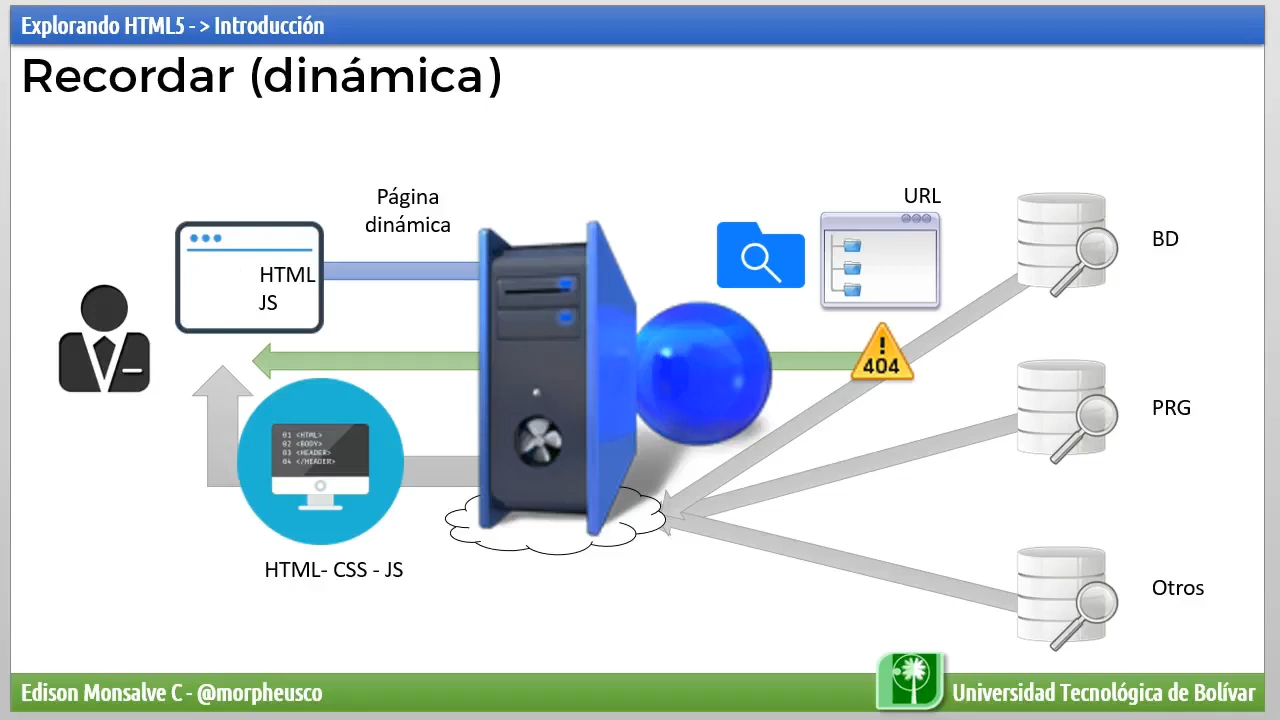 Explorando HTML5 - > Introducción
Recordar (dinámica)
Página
dinámica
URL
HTML
JS
BD
404
PRG
01 <HTML>
02 <BODY>
03 <HEADER>
04 </HEADER>
HTML- CSS - JS
Otros
Edison Monsalve C - @morpheusco
Universidad Tecnológica de Bolívar